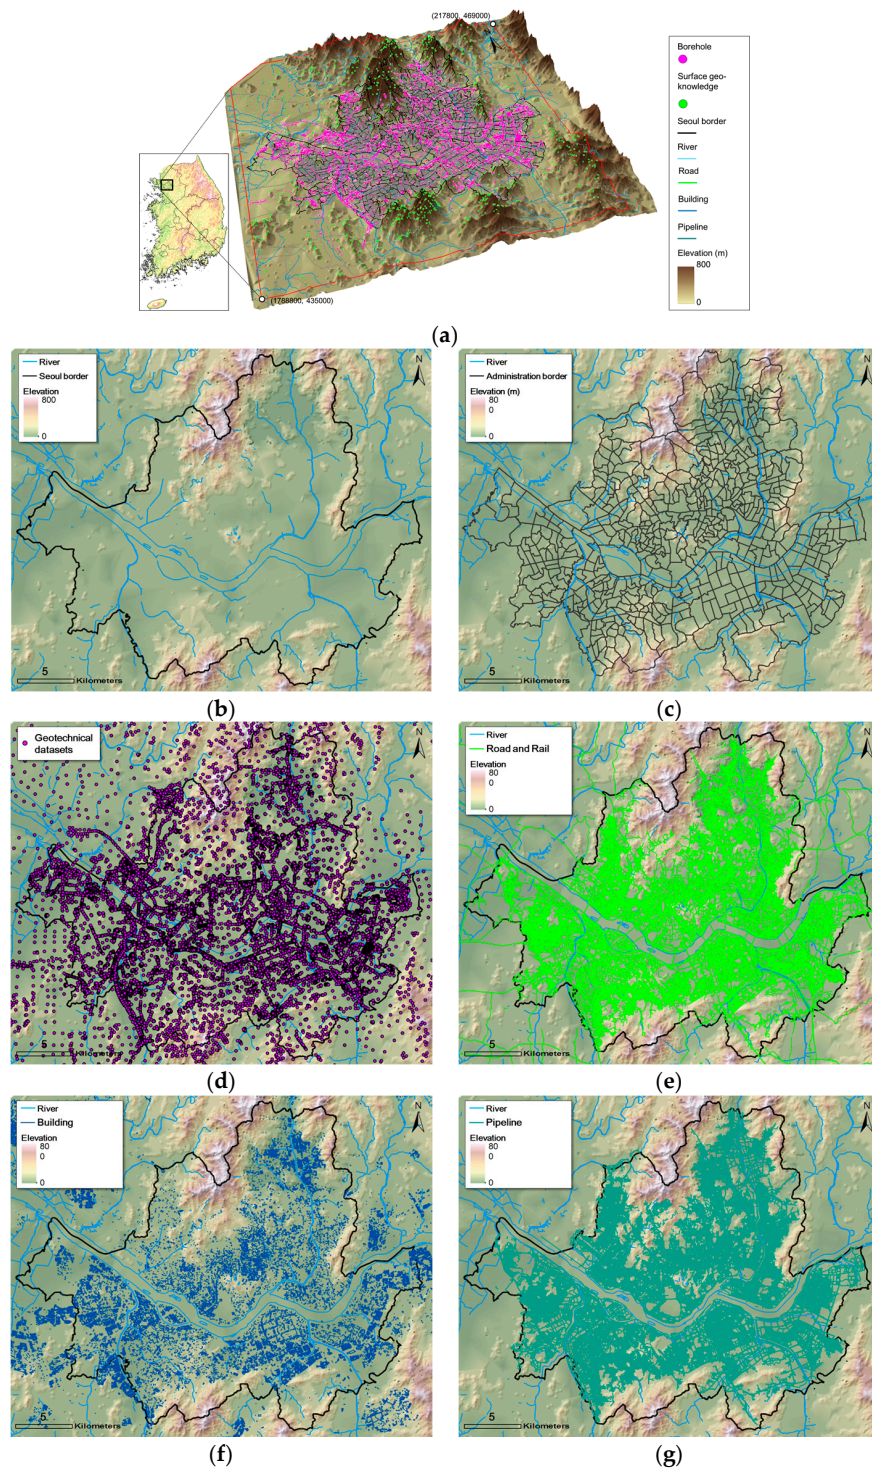 (217800, 469000)
Borehole
Surface geo-
knowledge
Seoul border
River
Road
Building
Pipeline
Elevation (m)
800
0
(1788800, 435000)
(a)
River
Seoul border
Elevation
800
0
N
5
Kilometers
(b)
River
Administration border
Elevation (m)
80
0
0
N
5
Kilometers
(c)
Geotechnical
datasets
N
5
Kilometers
(d)
River
Road and Rail
Elevation
80
0
0
N
5
Kilometers
(e)
River
Building
Elevation
80
0
0
N
5
Kilometers
(f)
River
Pipeline
Elevation
80
0
0
N
5
Kilometers
(g)